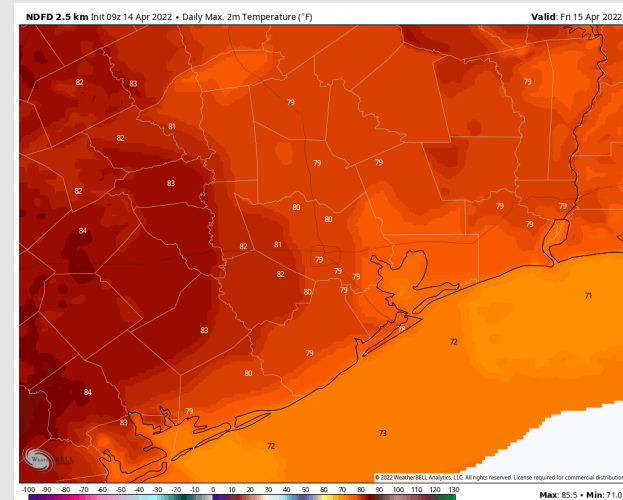 NDFD 2.5 km Init 09z 14 Apr 2022 • Daily Max. 2m Temperature (°F)
Valid: Fri 15 Apr 2022
82 83 79 79
81
82
79 79
83
82
80 79 79
80 79
84
82 81
79
82 79 79
80 79
71
83 76 72
79
80
84
79
83
73
72
WeatherBELL
© 2022 WeatherBELL Analytics, LLC. All rights reserved. License required for commercial distribution
-100 -90 -80 -70 -60 -50 -40 -30 -20 -10 0 10 20 30 40 50 60 70 80 90 100 110 120 130
Max: 85.5 • Min: 71.0